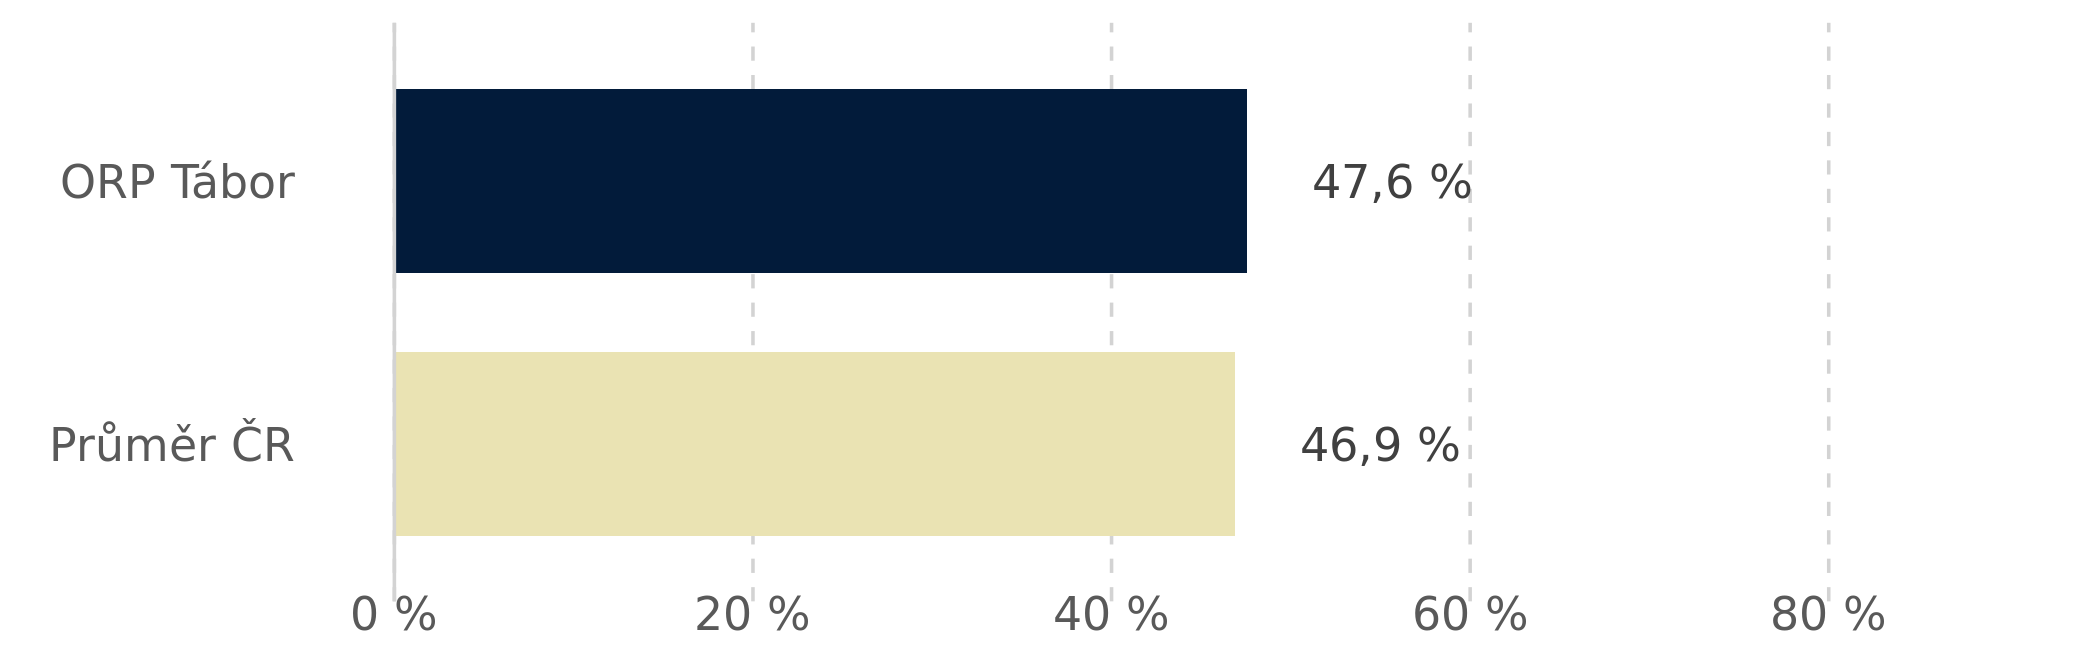 ORP Tábor 47,6 %
Průměr ČR 46,9 %
0 % 20 % 40 % 60 % 80 %